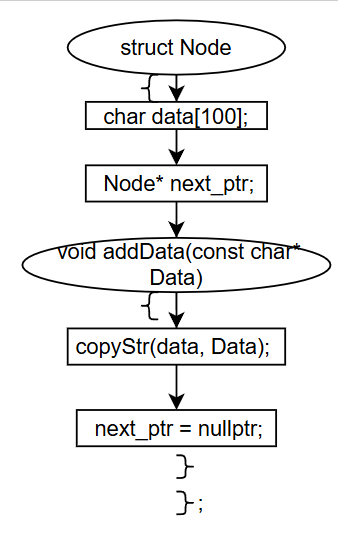 struct Node
{
char data[100];
Node* next_ptr;
void addData(const char*
Data)
{
copyStr(data, Data);
next_ptr = nullptr;
}
};